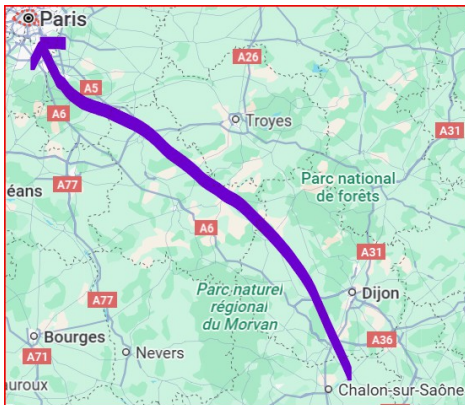 Paris
A26
A5
A6
Troyes
A31
éans
A77
Parc national
de forêts
A6
A31
Parc naturel
régional
du Morvan
Dijon
A77
Bourges
A36
A71
Nevers
auroux
Chalon-sur-Saône